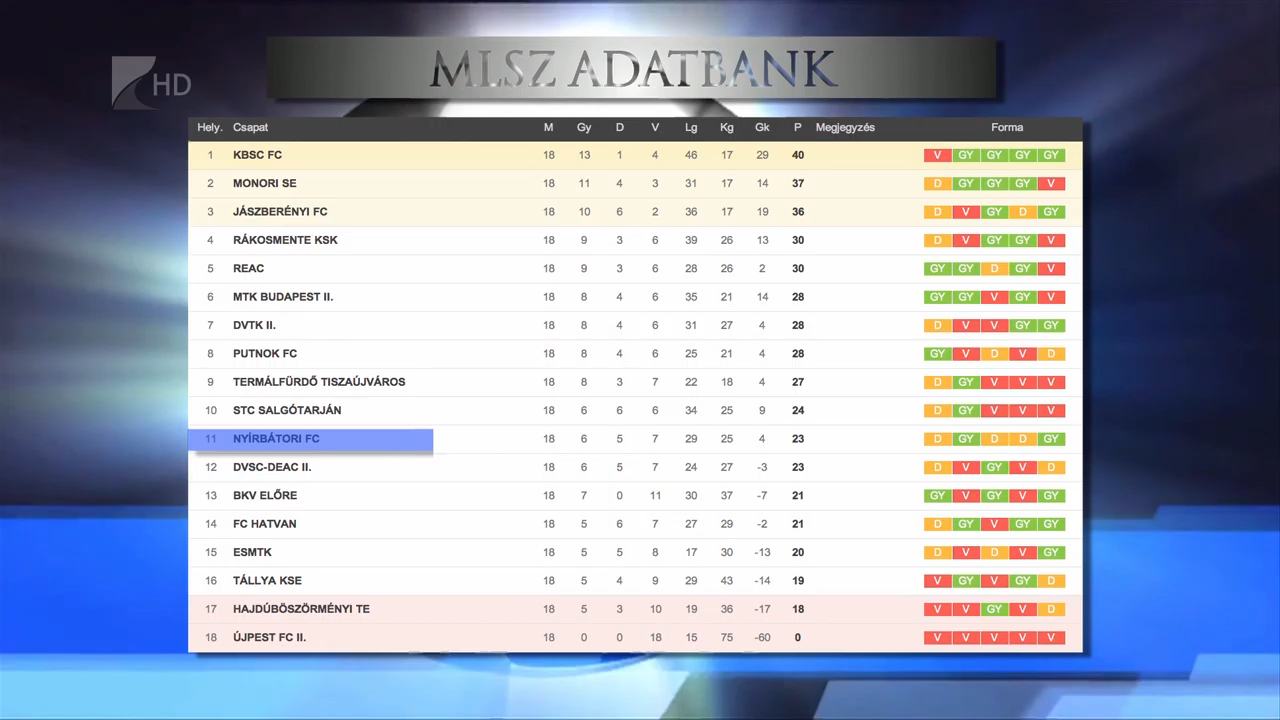 MLSZ ADATBANK
HD
Hely. Csapat M Gy D V Lg Kg Gk P Megjegyzés Forma
1 KBSC FC 18 13 1 4 46 17 29 40 V GY GY GY GY
2 MONORI SE 18 11 4 3 31 17 14 37 D GY GY GY V
3 JÁSZBERÉNYI FC 18 10 6 2 36 17 19 36 D V GY D GY
4 RÁKOSMENTE KSK 18 9 3 6 39 26 13 30 D V GY GY V
5 REAC 18 9 3 6 28 26 2 30 GY GY D GY V
6 MTK BUDAPEST II. 18 8 4 6 35 21 14 28 GY GY V GY V
7 DVTK II. 18 8 4 6 31 27 4 28 D V V GY GY
8 PUTNOK FC 18 8 4 6 25 21 4 28 GY V D V D
9 TERMÁLFÜRDŐ TISZAÚJVÁROS 18 8 3 7 22 18 4 27 D GY V V V
10 STC SALGÓTARJÁN 18 6 6 6 34 25 9 24 D GY V V V
11 NYÍRBÁTORI FC 18 6 5 7 29 25 4 23 D GY D D GY
12 DVSC-DEAC II. 18 6 5 7 24 27 -3 23 D V GY V D
13 BKV ELŐRE 18 7 0 11 30 37 -7 21 GY V GY V GY
14 FC HATVAN 18 5 6 7 27 29 -2 21 D GY V GY GY
15 ESMTK 18 5 5 8 17 30 -13 20 D V D V GY
16 TÁLLYA KSE 18 5 4 9 29 43 -14 19 V GY V GY D
17 HAJDÚBÖSZÖRMÉNYI TE 18 5 3 10 19 36 -17 18 V V GY V D
18 ÚJPEST FC II. 18 0 0 18 15 75 -60 0 V V V V V